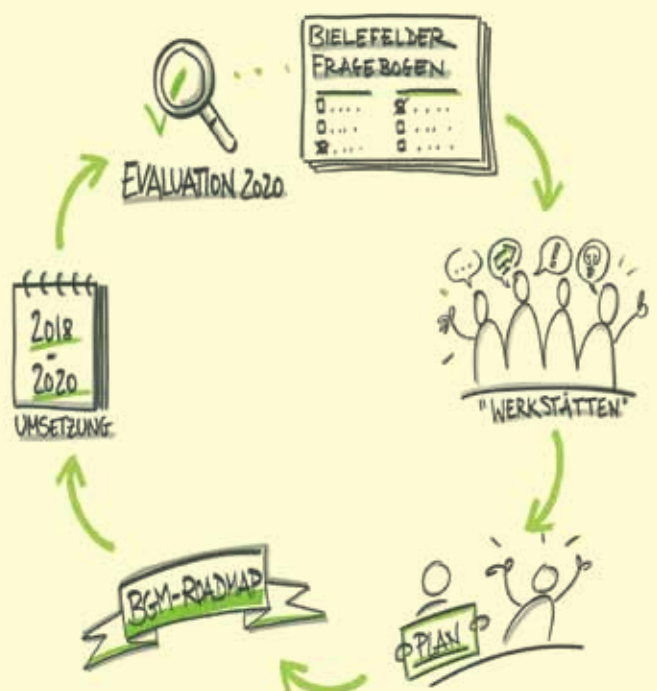 BIELEFELDER
FRAGEBOGEN
EVALUATION 2020
"WERKSTÄTTEN"
PLAN
BGM-ROADMAP
2018
-
2020
UMSETZUNG